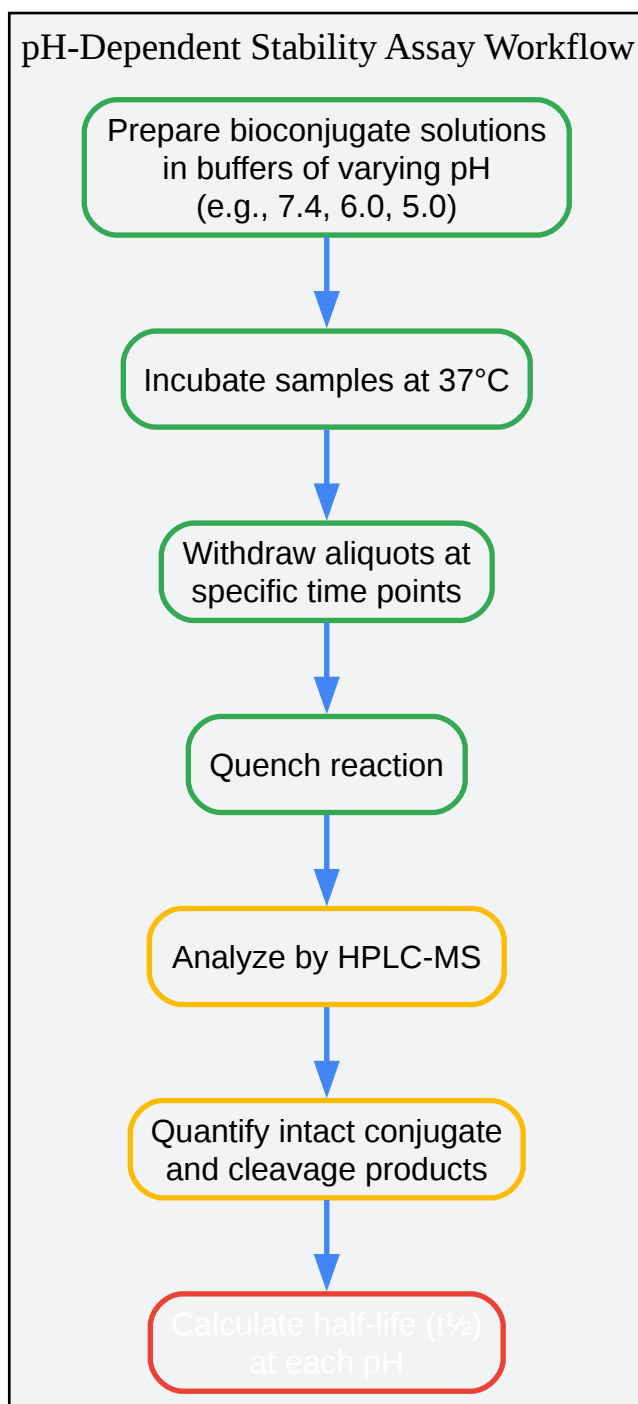 pH-Dependent Stability Assay Workflow
Prepare bioconjugate solutions
in buffers of varying pH
(e.g., 7.4, 6.0, 5.0)
Incubate samples at 37°C
Withdraw aliquots at
specific time points
Quench reaction
Analyze by HPLC-MS
Quantify intact conjugate
and cleavage products
Calculate half-life (t½)
at each pH